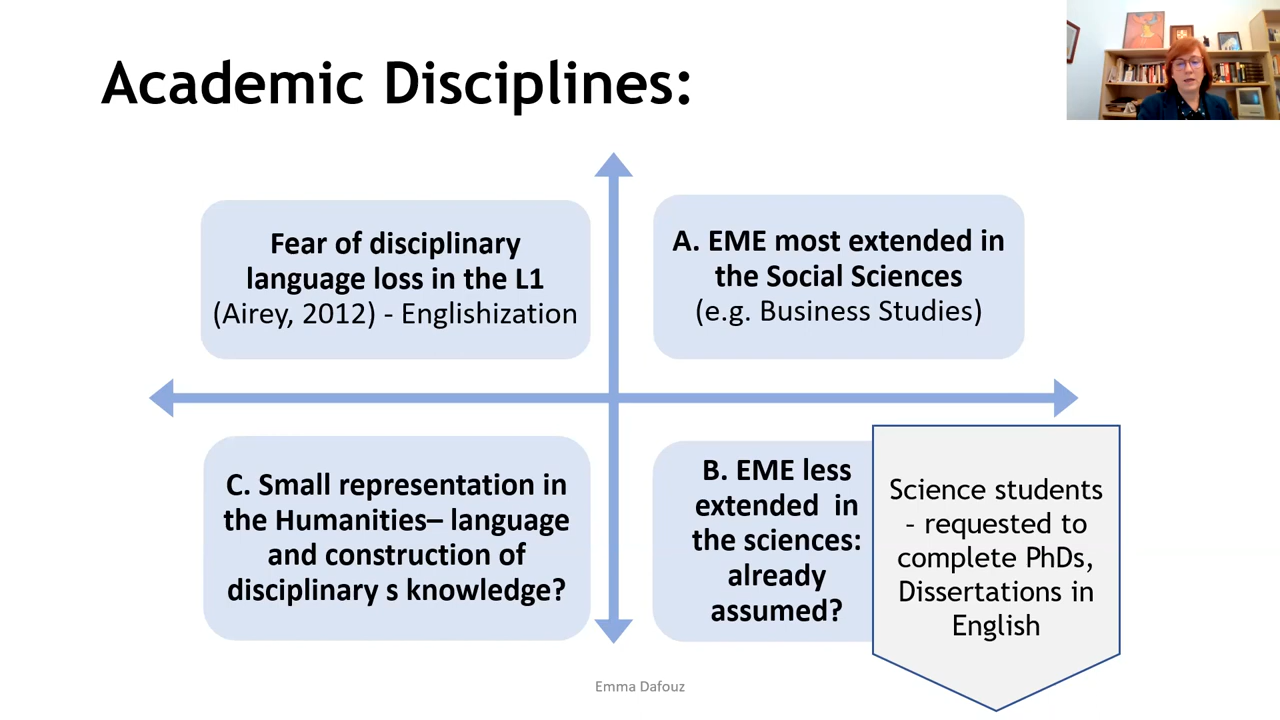 Academic Disciplines:
Fear of disciplinary
language loss in the L1
(Airey, 2012) - Englishization
A. EME most extended in
the Social Sciences
(e.g. Business Studies)
C. Small representation in
the Humanities– language
and construction of
disciplinary s knowledge?
B. EME less
extended in
the sciences:
already
assumed?
Science students
- requested to
complete PhDs,
Dissertations in
English
Emma Dafouz